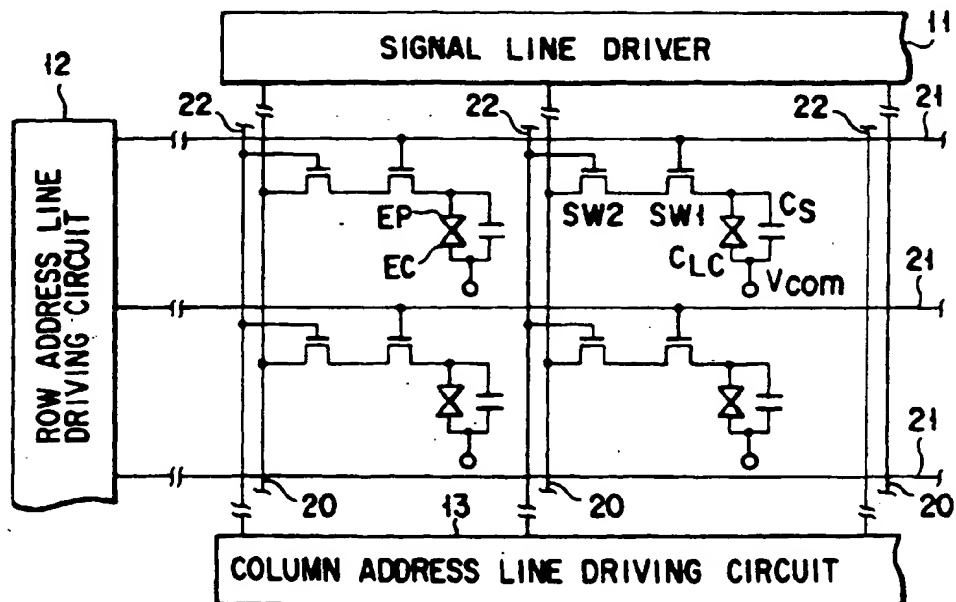 11
SIGNAL LINE DRIVER
12
22
22
22
21
ROW ADDRESS LINE
DRIVING CIRCUIT
EP
SW2
SW1
CS
EC
CLC
Vcom
21
21
20
13
20
20
COLUMN ADDRESS LINE DRIVING CIRCUIT